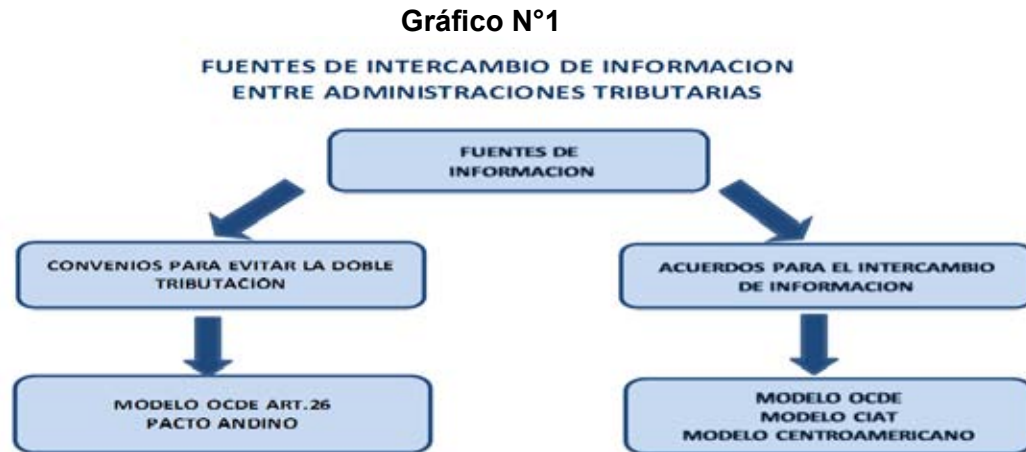 Gráfico N°1
FUENTES DE INTERCAMBIO DE INFORMACION
ENTRE ADMINISTRACIONES TRIBUTARIAS
FUENTES DE
INFORMACION
CONVENIOS PARA EVITAR LA DOBLE
TRIBUTACIÓN
ACUERDOS PARA EL INTERCAMBIO
DE INFORMACION
MODELO OCDE ART.26
PACTO ANDINO
MODELO OCDE
MODELO CIAT
MODELO CENTROAMERICANO